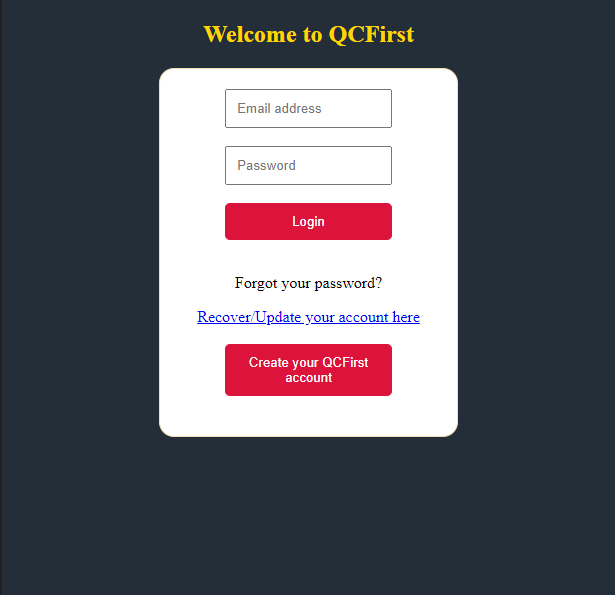 Welcome to QCFirst
Email address
Password
Login
Forgot your password?
Recover/Update your account here
Create your QCFirst
account